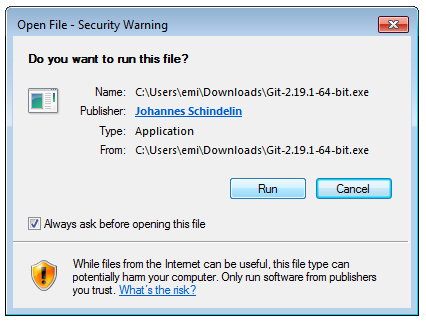 Open File - Security Warning
Do you want to run this file?
Name: C:\Users\emi\Downloads\Git-2.19.1-64-bit.exe
Publisher: Johannes Schindelin
Type: Application
From: C:\Users\emi\Downloads\Git-2.19.1-64-bit.exe
Run Cancel
Always ask before opening this file
While files from the Internet can be useful, this file type can
potentially harm your computer. Only run software from publishers
you trust. What's the risk?